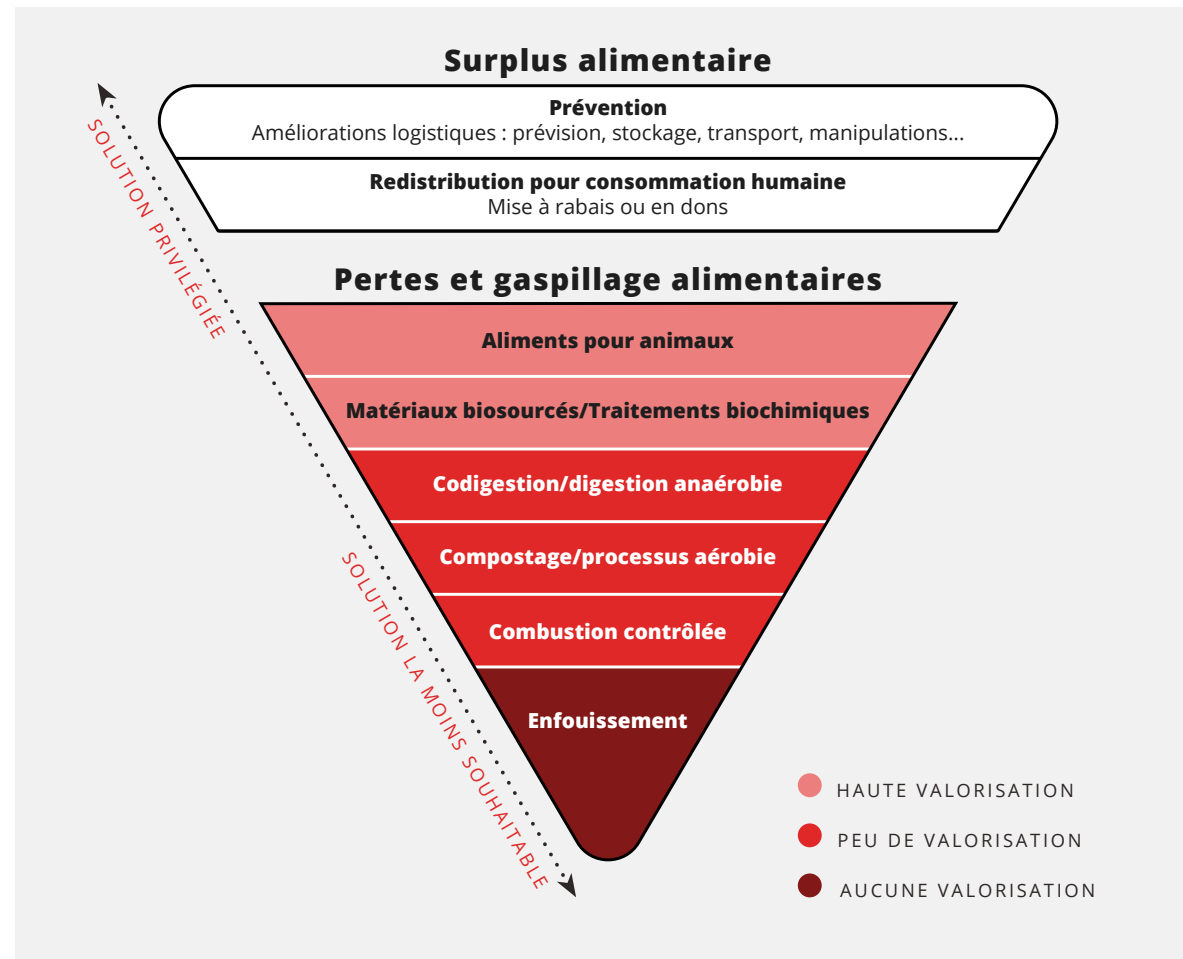 Surplus alimentaire
Prévention
Améliorations logistiques : prévision, stockage, transport, manipulations...
Redistribution pour consommation humaine
Mise à rabais ou en dons
SOLUTION PRIVILÉGIÉE
Pertes et gaspillage alimentaires
Aliments pour animaux
Matériaux biosourcés/Traitements biochimiques
Codigestion/digestion anaérobie
Compostage/processus aérobie
Combustion contrôlée
Enfouissement
SOLUTION LA MOINS SOUHAITABLE
HAUTE VALORISATION
PEU DE VALORISATION
AUCUNE VALORISATION